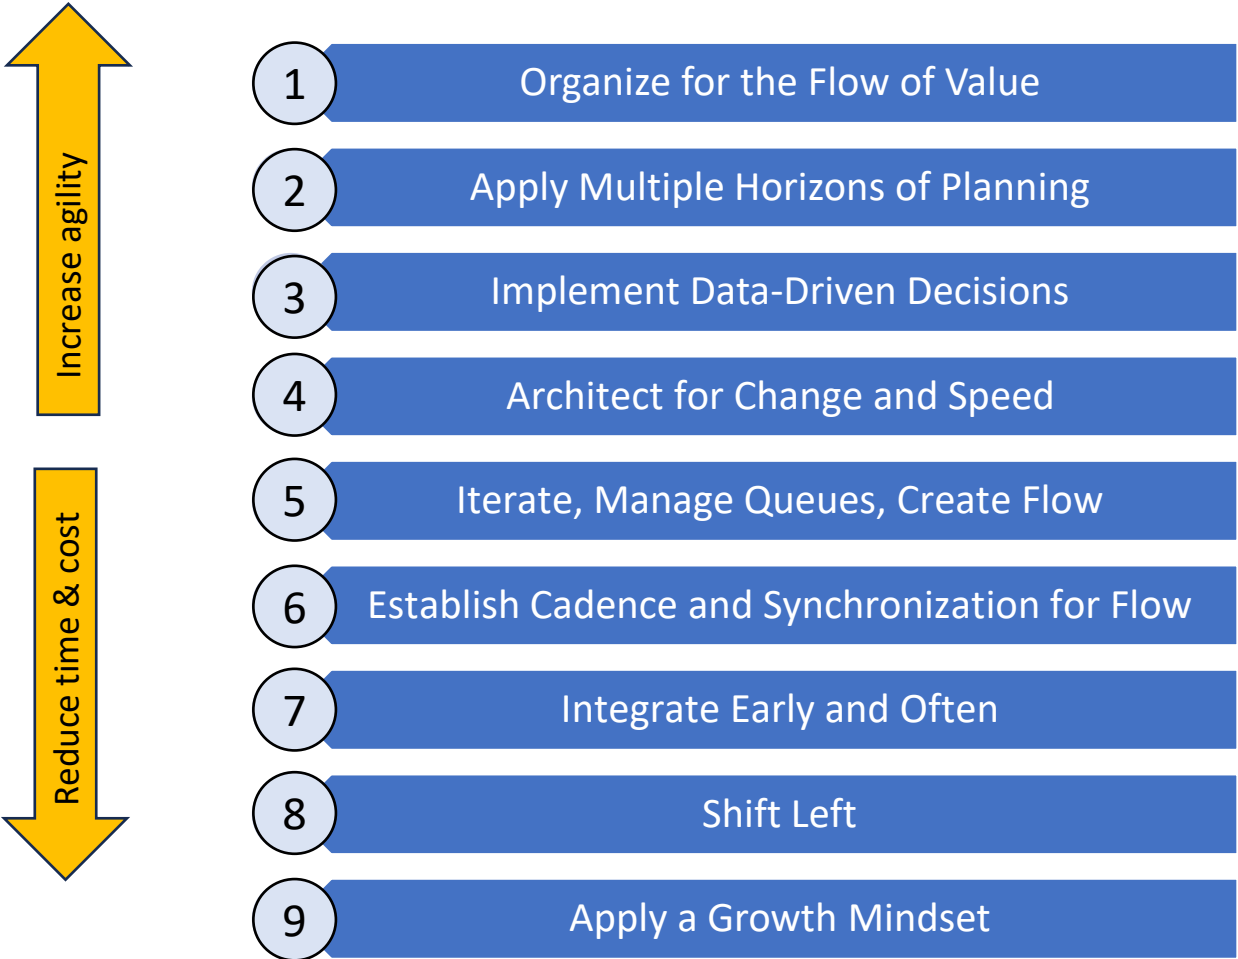 Increase agility
Reduce time & cost
1 Organize for the Flow of Value
2 Apply Multiple Horizons of Planning
3 Implement Data-Driven Decisions
4 Architect for Change and Speed
5 Iterate, Manage Queues, Create Flow
6 Establish Cadence and Synchronization for Flow
7 Integrate Early and Often
8 Shift Left
9 Apply a Growth Mindset